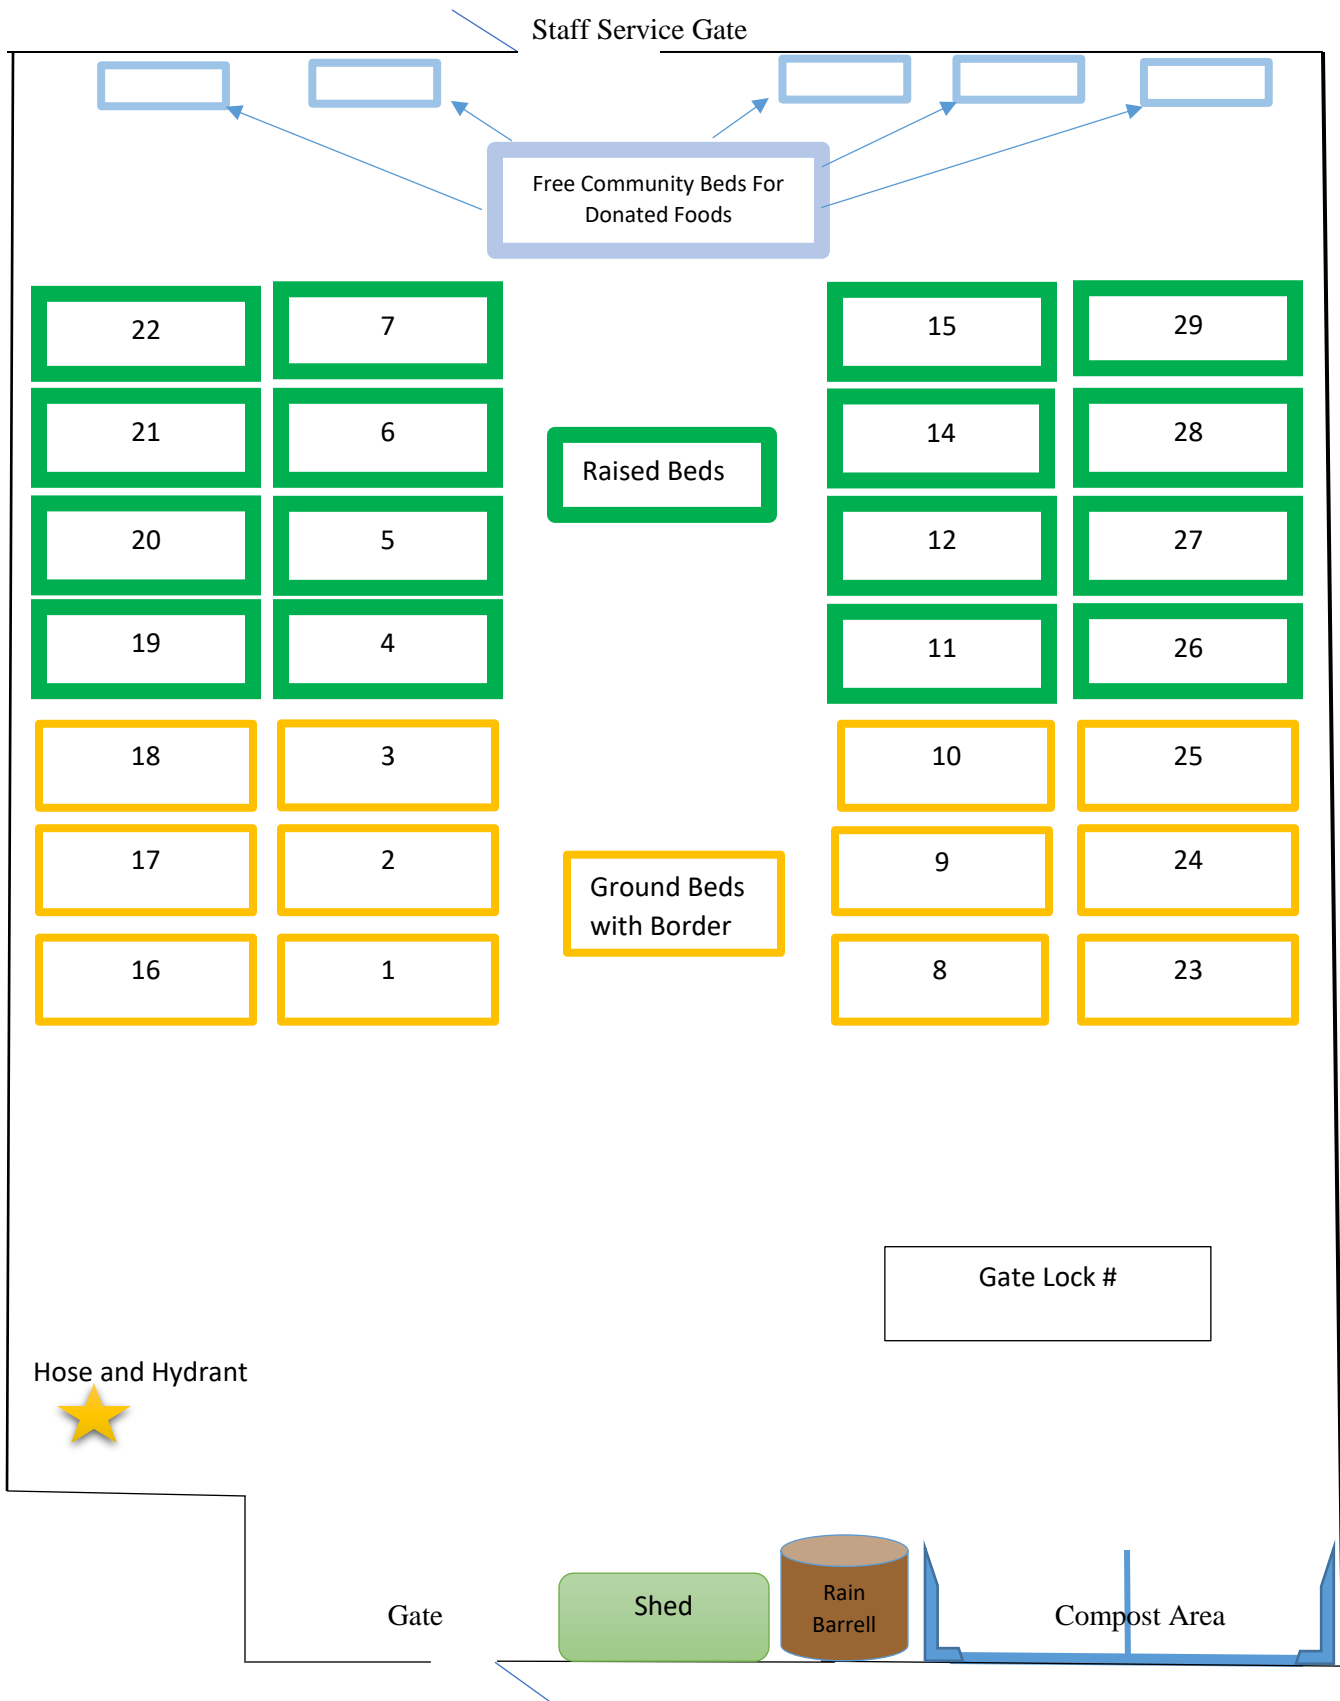 Staff Service Gate
Free Community Beds For
Donated Foods
22
7
15
29
21
6
14
28
Raised Beds
20
5
12
27
19
4
11
26
18
3
10
25
17
2
9
24
Ground Beds
with Border
16
1
8
23
Gate Lock #
Hose and Hydrant
Gate
Shed
Rain
Barrell
Compost Area